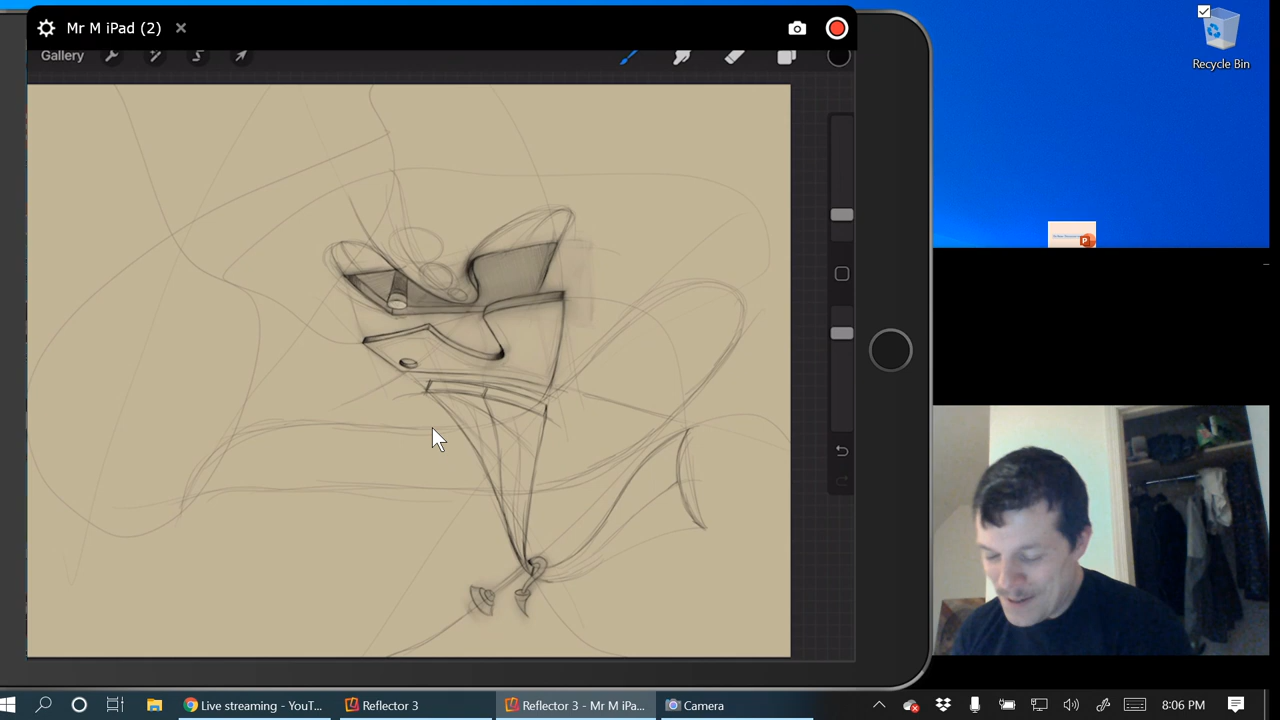 Mr M iPad (2)
Gallery
Recycle Bin
Live streaming - YouT...
Reflector 3
Reflector 3 - Mr M iPa...
Camera
8:06 PM